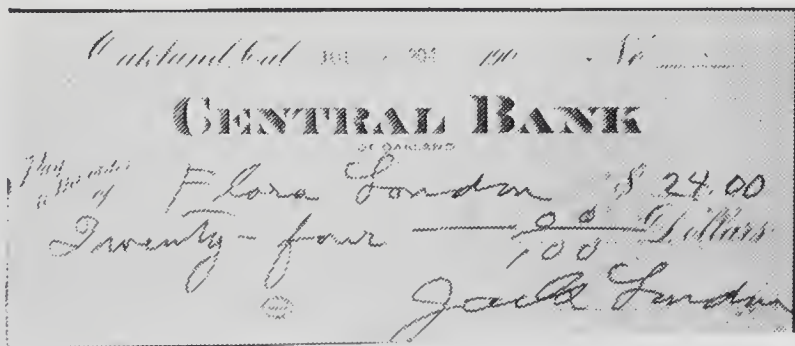 Oakland, Cal. 190 No.
CENTRAL BANK
OF OAKLAND
Pay to the order of Flora London $ 24.00
Twenty-four 00/100 Dollars
Jack London